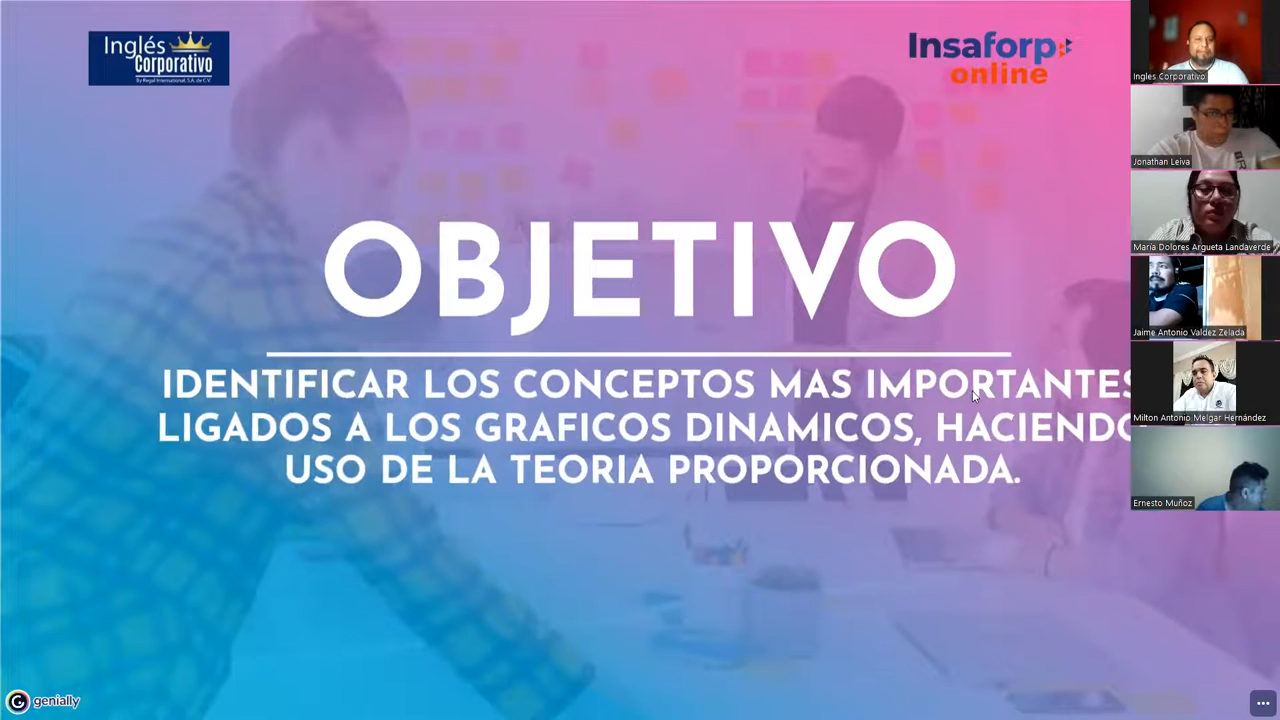 Inglés
Corporativo
By Regal International, S.A. de C.V.
Insaforp
online
OBJETIVO
IDENTIFICAR LOS CONCEPTOS MAS IMPORTANTES
LIGADOS A LOS GRAFICOS DINAMICOS, HACIENDO
USO DE LA TEORIA PROPORCIONADA.
Ingles Corporativo
Jonathan Leiva
María Dolores Argueta Landaverde
Jaime Antonio Valdez Zelada
Milton Antonio Melgar Hernández
Ernesto Muñoz
genially